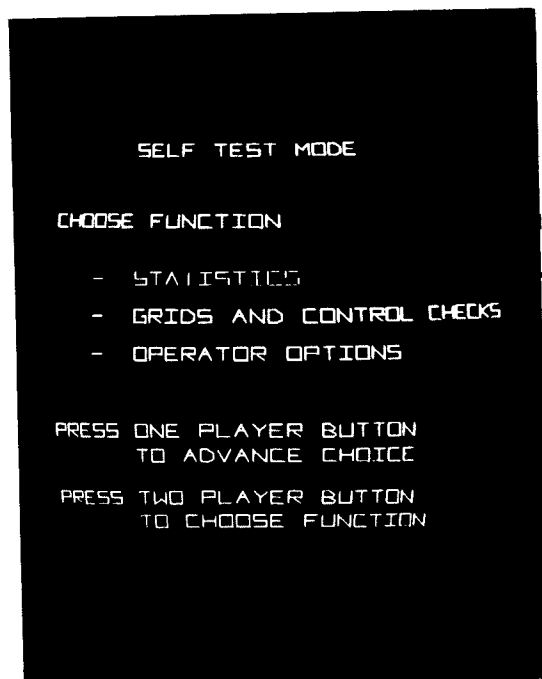 SELF TEST MODE
CHOOSE FUNCTION
- STATISTICS
- GRIDS AND CONTROL CHECKS
- OPERATOR OPTIONS
PRESS ONE PLAYER BUTTON
TO ADVANCE CHOICE
PRESS TWO PLAYER BUTTON
TO CHOOSE FUNCTION